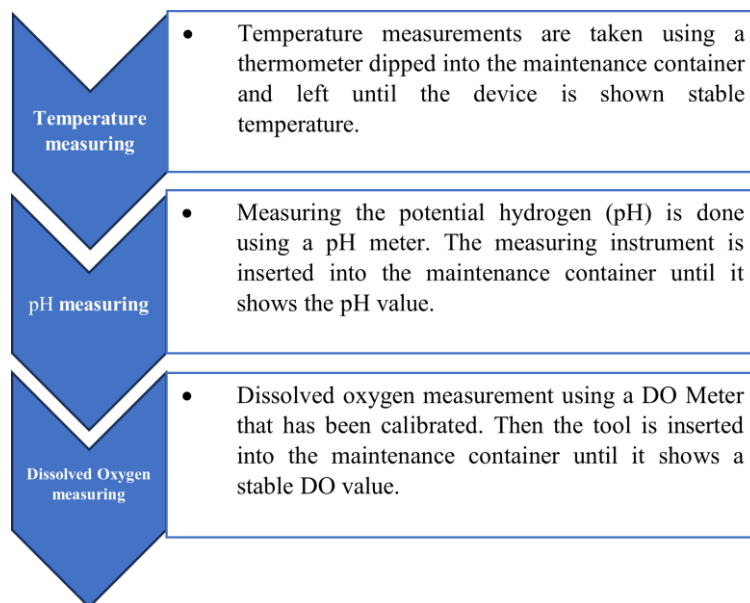 Temperature
measuring
• Temperature measurements are taken using a
thermometer dipped into the maintenance container
and left until the device is shown stable
temperature.
pH measuring
• Measuring the potential hydrogen (pH) is done
using a pH meter. The measuring instrument is
inserted into the maintenance container until it
shows the pH value.
Dissolved Oxygen
measuring
• Dissolved oxygen measurement using a DO Meter
that has been calibrated. Then the tool is inserted
into the maintenance container until it shows a
stable DO value.